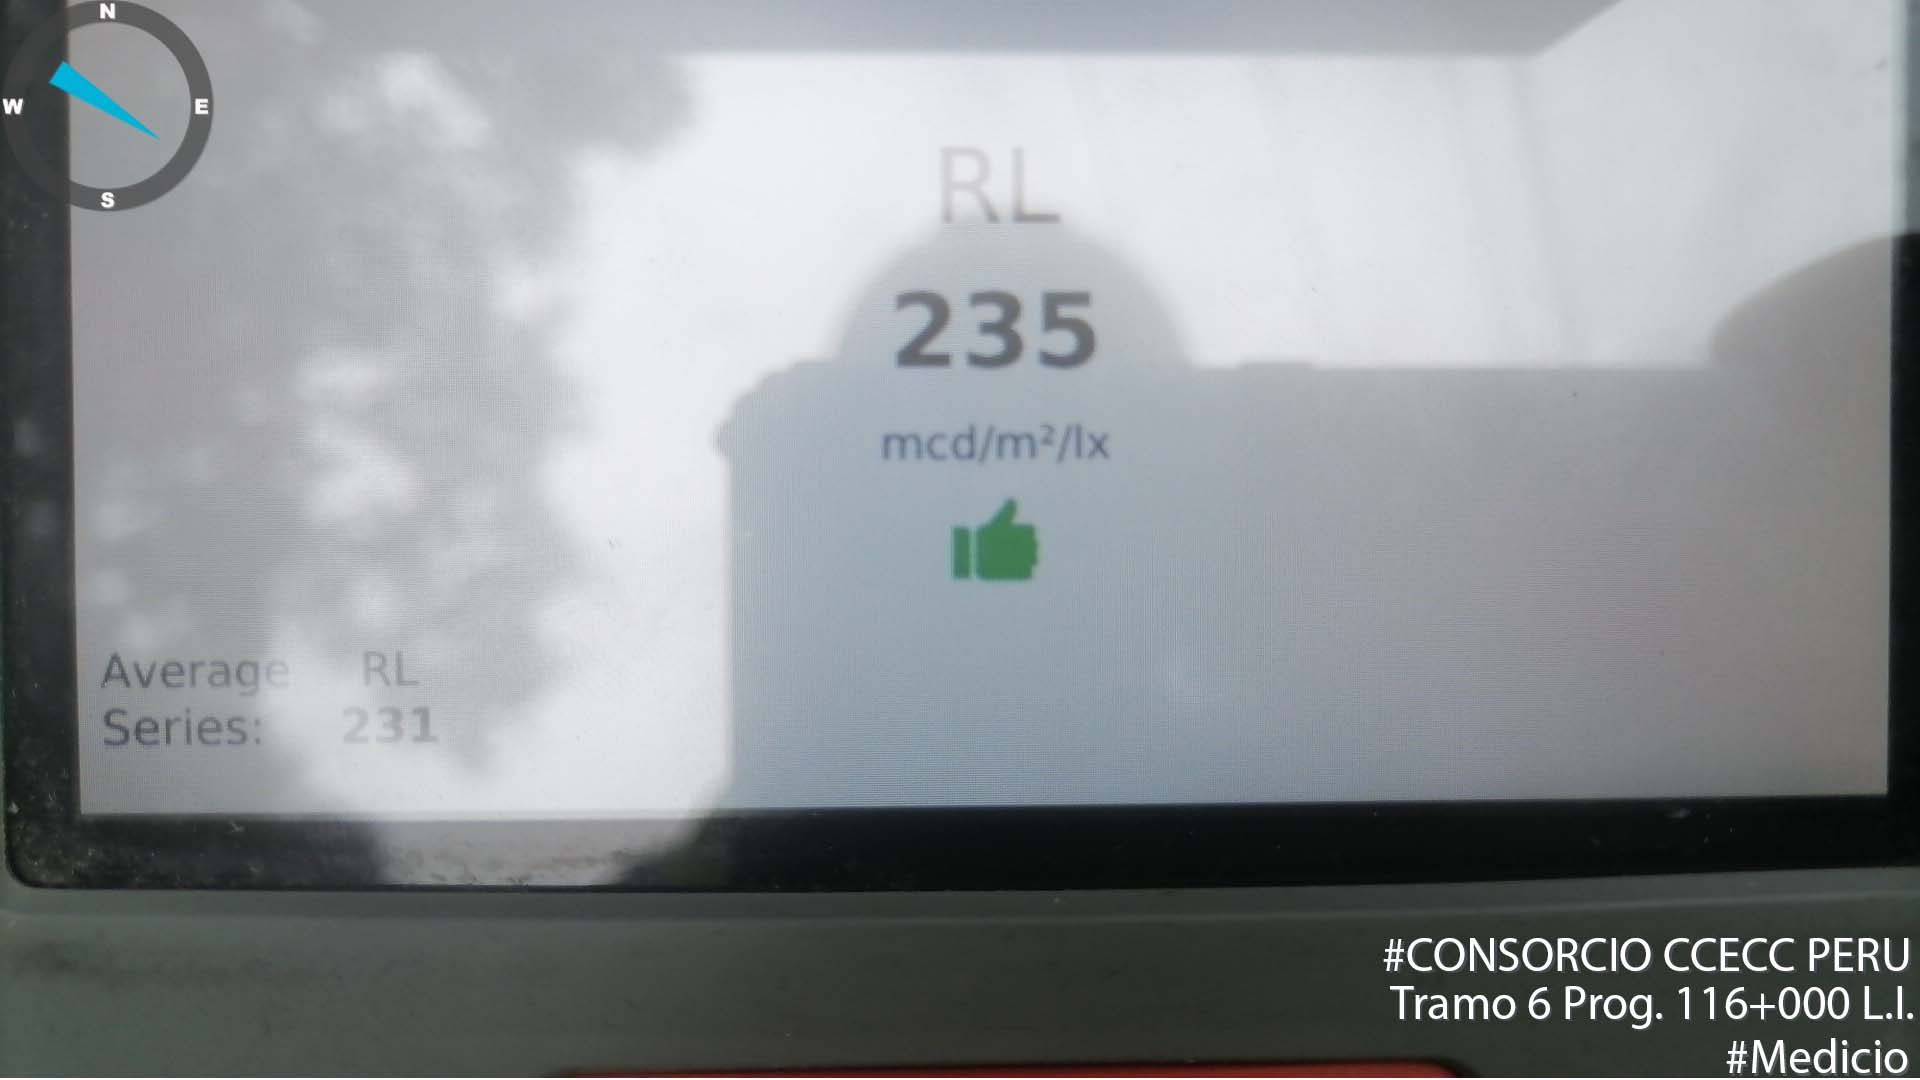 N
W E
S
RL
235
mcd/m²/lx
Average RL
Series: 231
#CONSORCIO CCECC PERU
Tramo 6 Prog. 116+000 L.I.
#Medicio